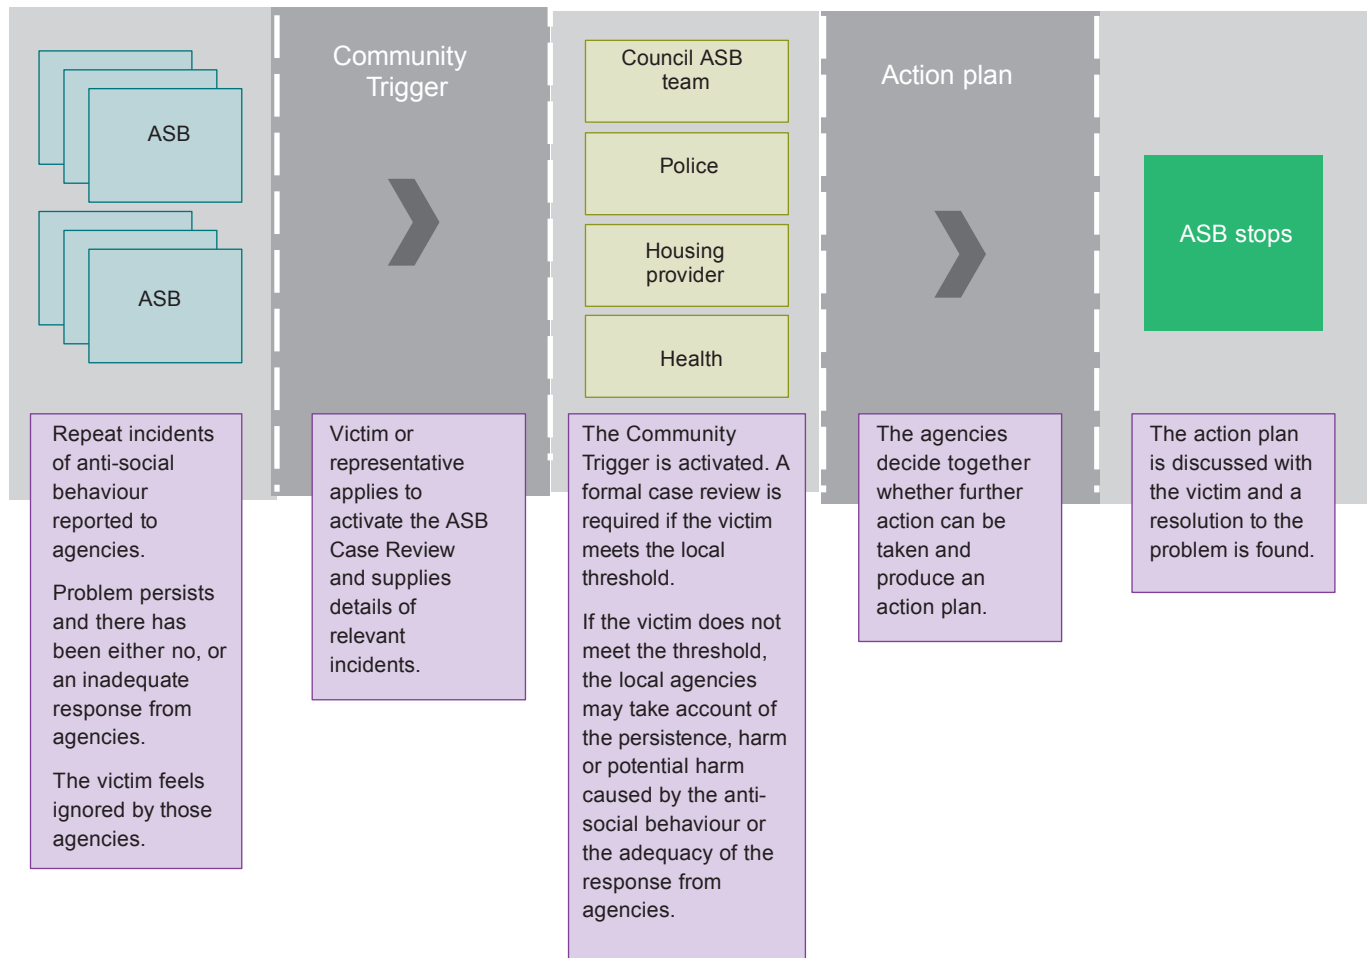 ASB
ASB
Community
Trigger
Council ASB
team
Police
Housing
provider
Health
Action plan
ASB stops
Repeat incidents
of anti-social
behaviour
reported to
agencies.
Problem persists
and there has
been either no, or
an inadequate
response from
agencies.
The victim feels
ignored by those
agencies.
Victim or
representative
applies to
activate the ASB
Case Review
and supplies
details of
relevant
incidents.
The Community
Trigger is activated. A
formal case review is
required if the victim
meets the local
threshold.
If the victim does not
meet the threshold,
the local agencies
may take account of
the persistence, harm
or potential harm
caused by the anti-
social behaviour or
the adequacy of the
response from
agencies.
The agencies
decide together
whether further
action can be
taken and
produce an
action plan.
The action plan
is discussed with
the victim and a
resolution to the
problem is found.